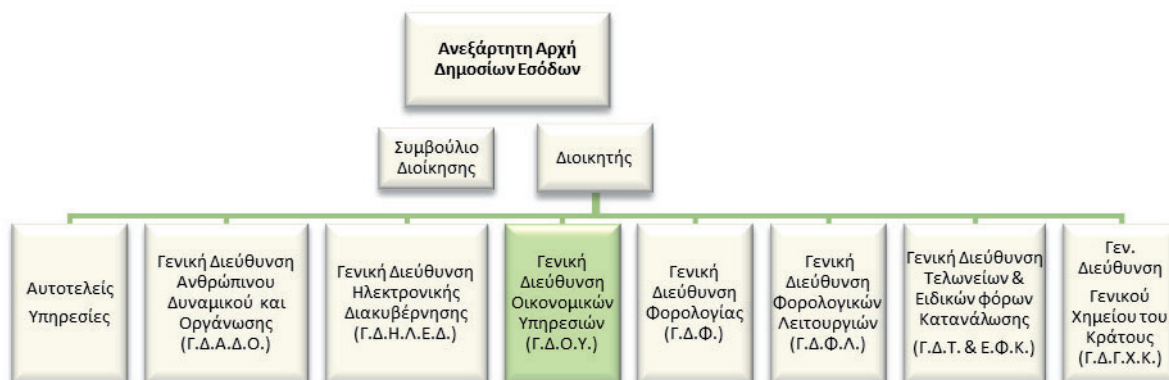 Ανεξάρτητη Αρχή
Δημοσίων Εσόδων
Συμβούλιο
Διοίκησης
Διοικητής
Αυτοτελείς
Υπηρεσίες
Γενική Διεύθυνση
Ανθρώπινου
Δυναμικού και
Οργάνωσης
(Γ.Δ.Α.Δ.Ο.)
Γενική Διεύθυνση
Ηλεκτρονικής
Διακυβέρνησης
(Γ.Δ.Η.Λ.Ε.Δ.)
Γενική
Διεύθυνση
Οικονομικών
Υπηρεσιών
(Γ.Δ.Ο.Υ.)
Γενική
Διεύθυνση
Φορολογίας
(Γ.Δ.Φ.)
Γενική
Διεύθυνση
Φορολογικών
Λειτουργιών
(Γ.Δ.Φ.Λ.)
Γενική Διεύθυνση
Τελωνείων &
Ειδικών φόρων
Κατανάλωσης
(Γ.Δ.Τ. & Ε.Φ.Κ.)
Γεν.
Διεύθυνση
Γενικού
Χημείου του
Κράτους
(Γ.Δ.Γ.Χ.Κ.)